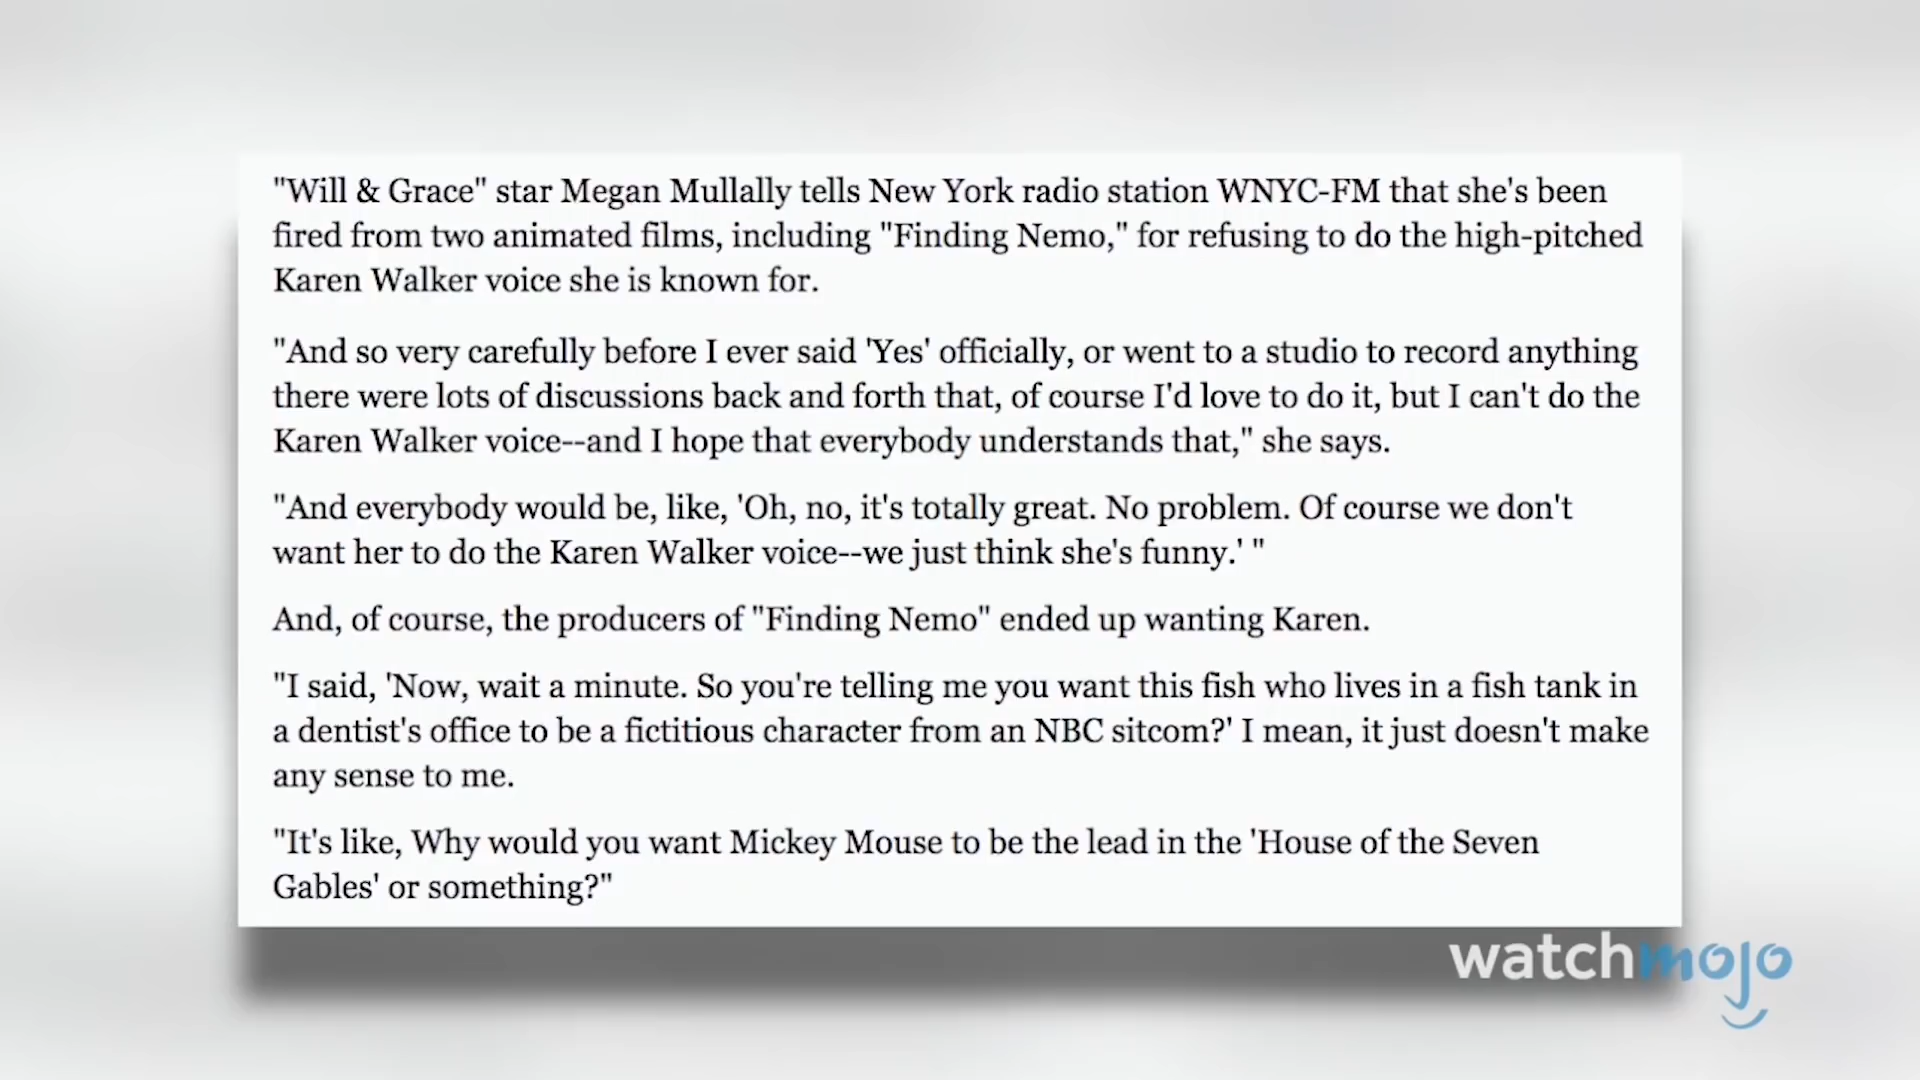 "Will & Grace" star Megan Mullally tells New York radio station WNYC-FM that she's been
fired from two animated films, including "Finding Nemo," for refusing to do the high-pitched
Karen Walker voice she is known for.
"And so very carefully before I ever said 'Yes' officially, or went to a studio to record anything
there were lots of discussions back and forth that, of course I'd love to do it, but I can't do the
Karen Walker voice--and I hope that everybody understands that," she says.
"And everybody would be, like, 'Oh, no, it's totally great. No problem. Of course we don't
want her to do the Karen Walker voice--we just think she's funny.' "
And, of course, the producers of "Finding Nemo" ended up wanting Karen.
"I said, 'Now, wait a minute. So you're telling me you want this fish who lives in a fish tank in
a dentist's office to be a fictitious character from an NBC sitcom?' I mean, it just doesn't make
any sense to me.
"It's like, Why would you want Mickey Mouse to be the lead in the 'House of the Seven
Gables' or something?"
watchmojo